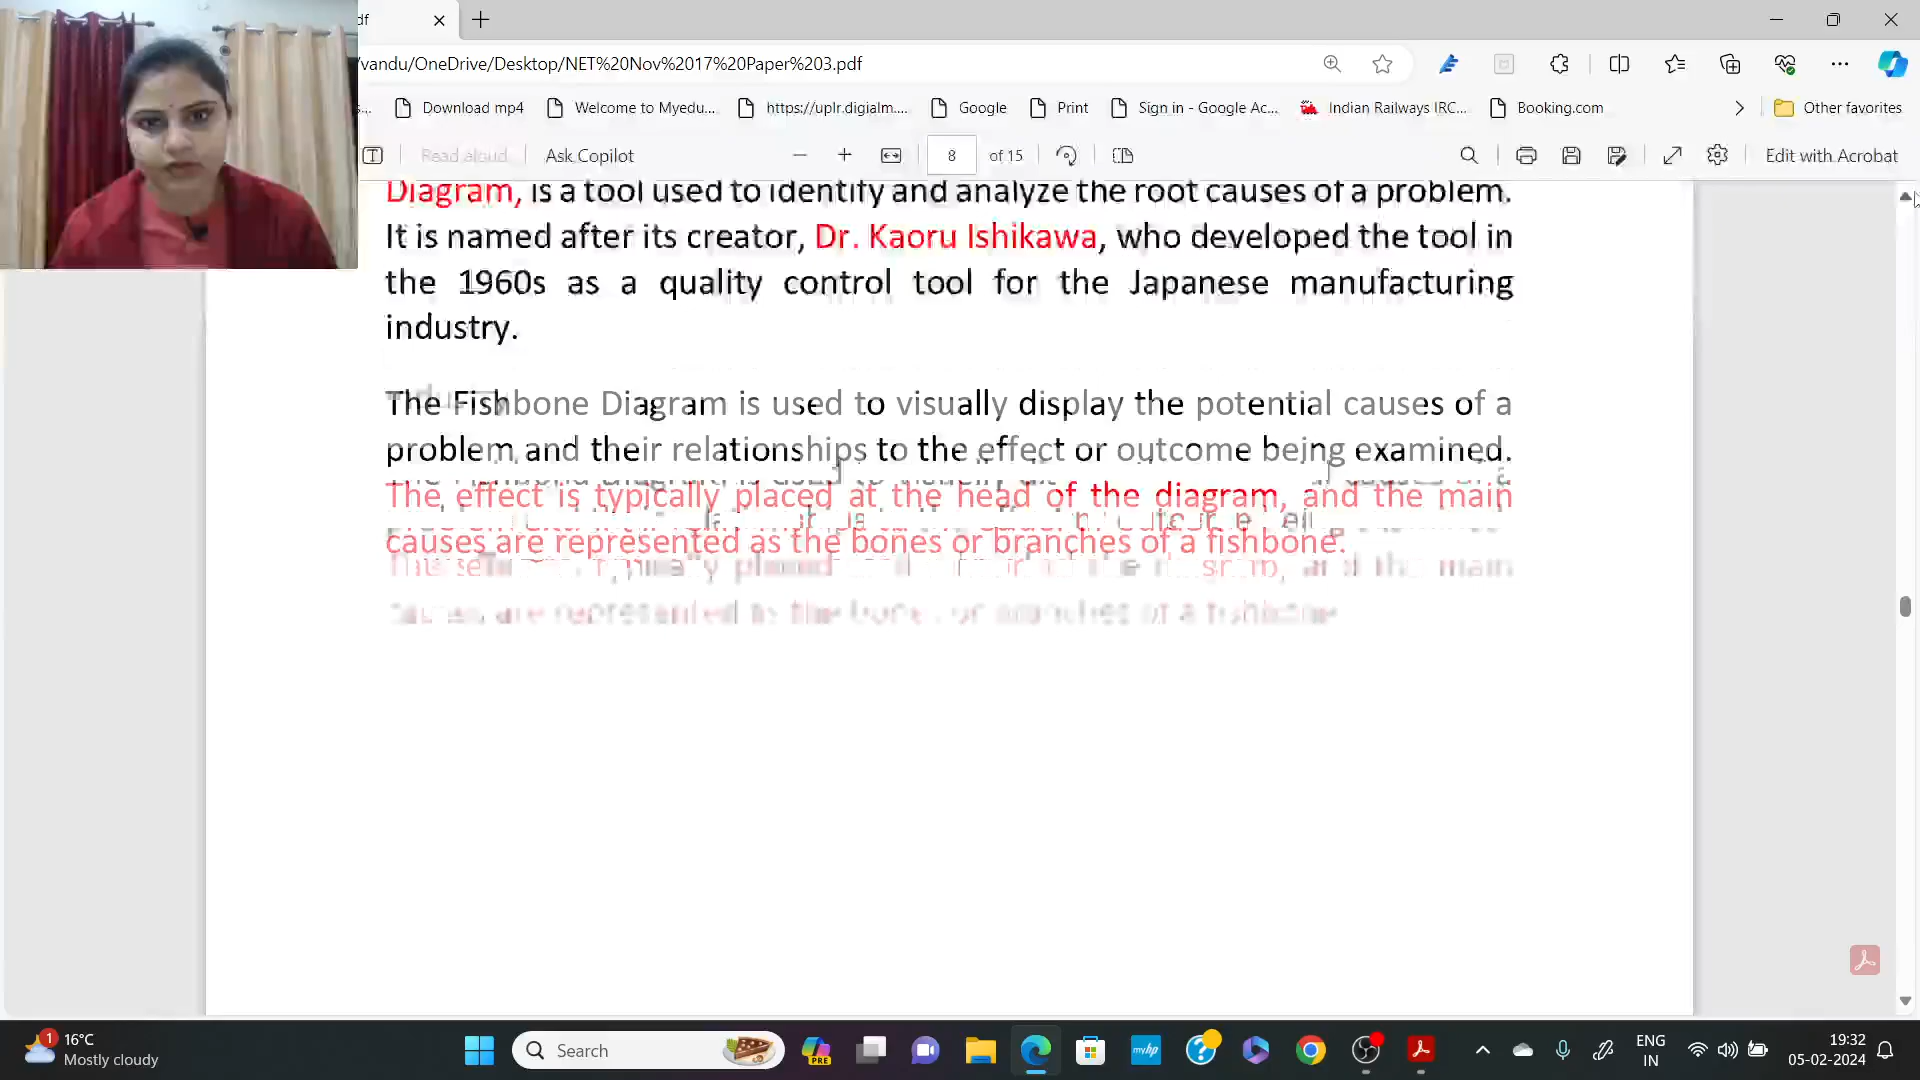 df
/vandu/OneDrive/Desktop/NET%20Nov%2017%20Paper%203.pdf
... Download mp4 Welcome to Myedu... https://uplr.digialm.... Google Print Sign in - Google Ac... Indian Railways IRC... Booking.com Other favorites
T Read aloud Ask Copilot 8 of 15 Edit with Acrobat
Diagram, is a tool used to identify and analyze the root causes of a problem.
It is named after its creator, Dr. Kaoru Ishikawa, who developed the tool in
the 1960s as a quality control tool for the Japanese manufacturing
industry.
The Fishbone Diagram is used to visually display the potential causes of a
problem and their relationships to the effect or outcome being examined.
The effect is typically placed at the head of the diagram, and the main
causes are represented as the bones or branches of a fishbone.
1 16°C
Mostly cloudy
Search
PRE
myhp
ENG
IN
19:32
05-02-2024